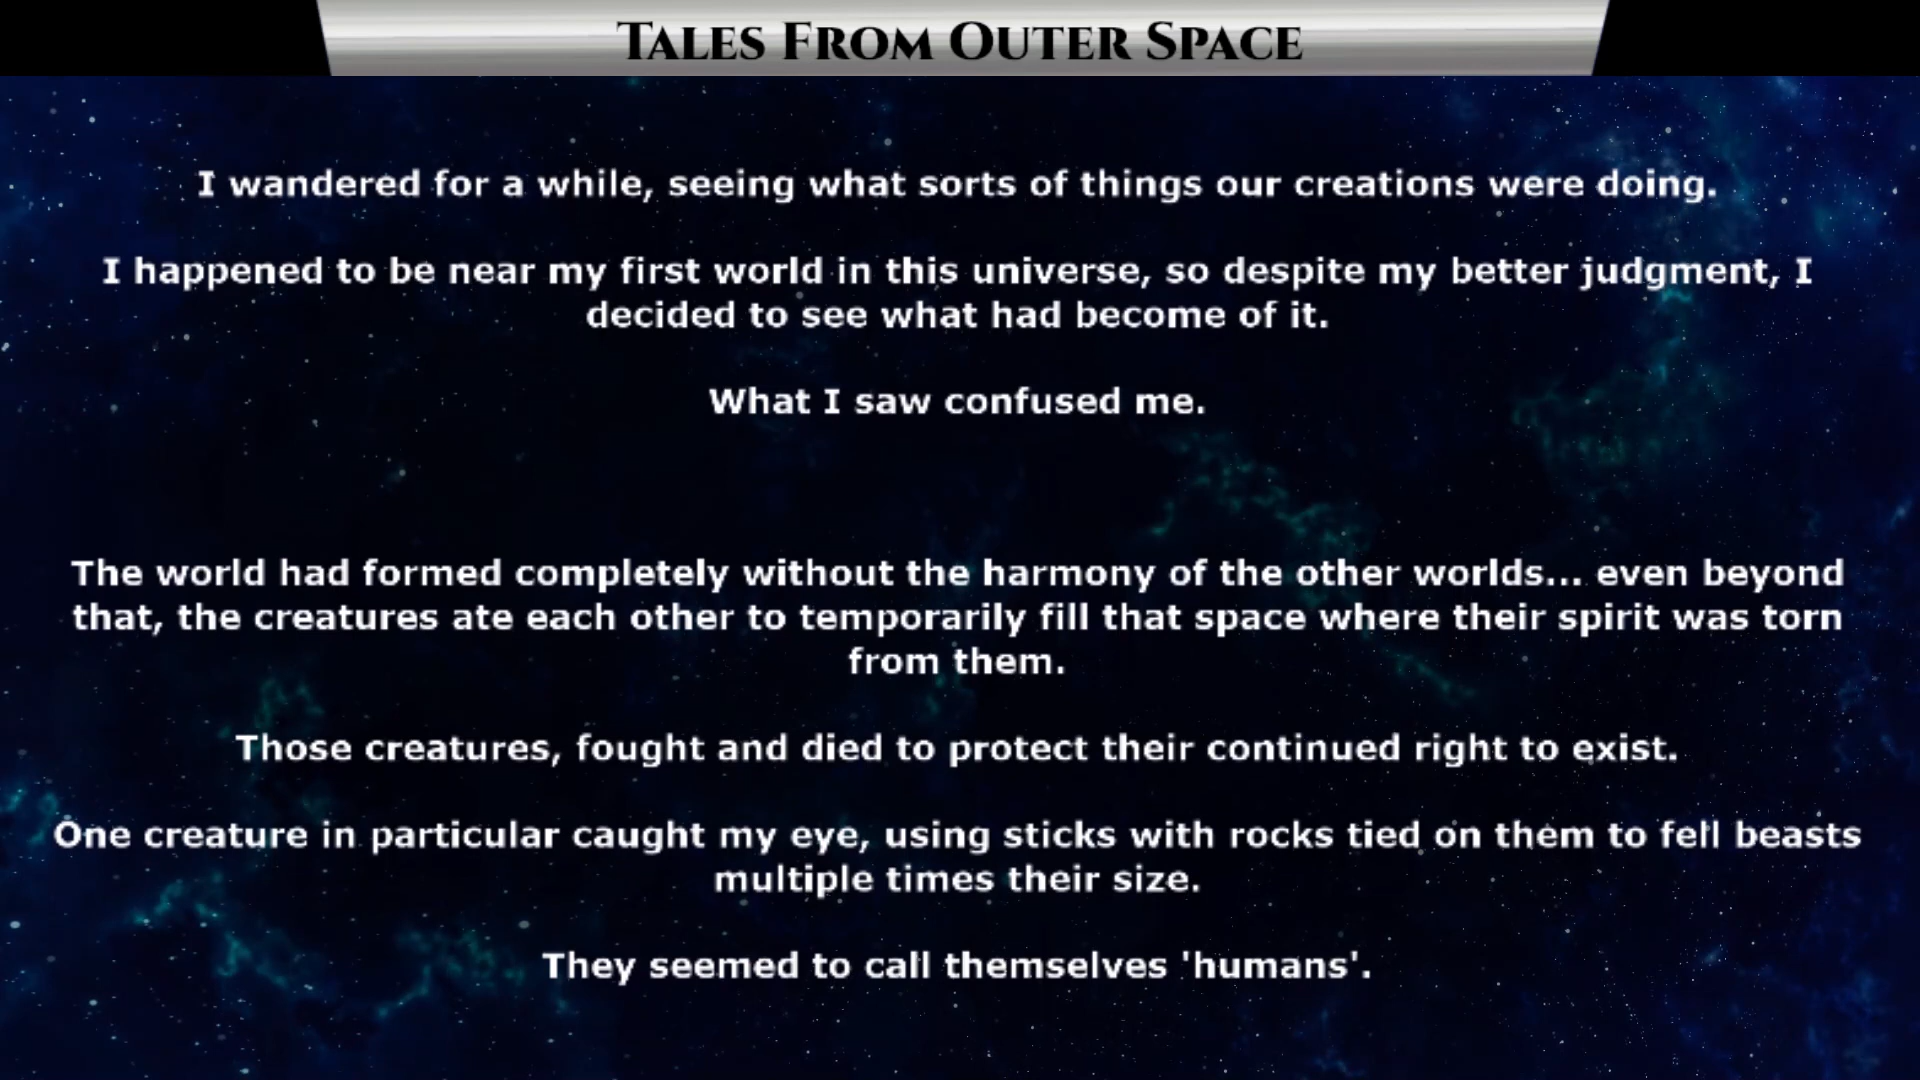 Tales From Outer Space
I wandered for a while, seeing what sorts of things our creations were doing.
I happened to be near my first world in this universe, so despite my better judgment, I
decided to see what had become of it.
What I saw confused me.
The world had formed completely without the harmony of the other worlds... even beyond
that, the creatures ate each other to temporarily fill that space where their spirit was torn
from them.
Those creatures, fought and died to protect their continued right to exist.
One creature in particular caught my eye, using sticks with rocks tied on them to fell beasts
multiple times their size.
They seemed to call themselves 'humans'.